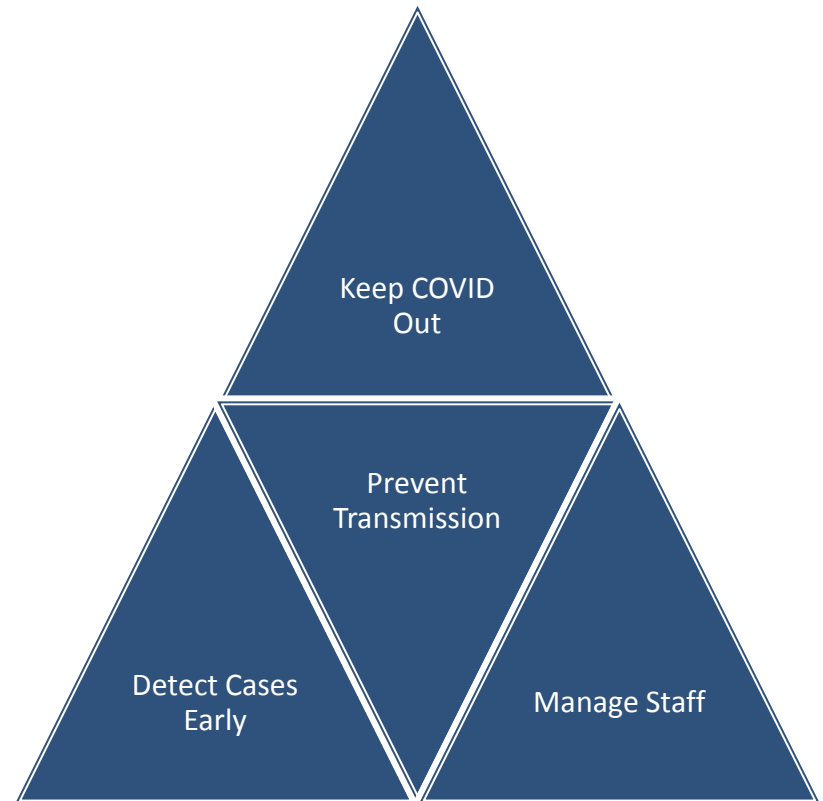 Keep COVID
Out
Prevent
Transmission
Detect Cases
Early
Manage Staff